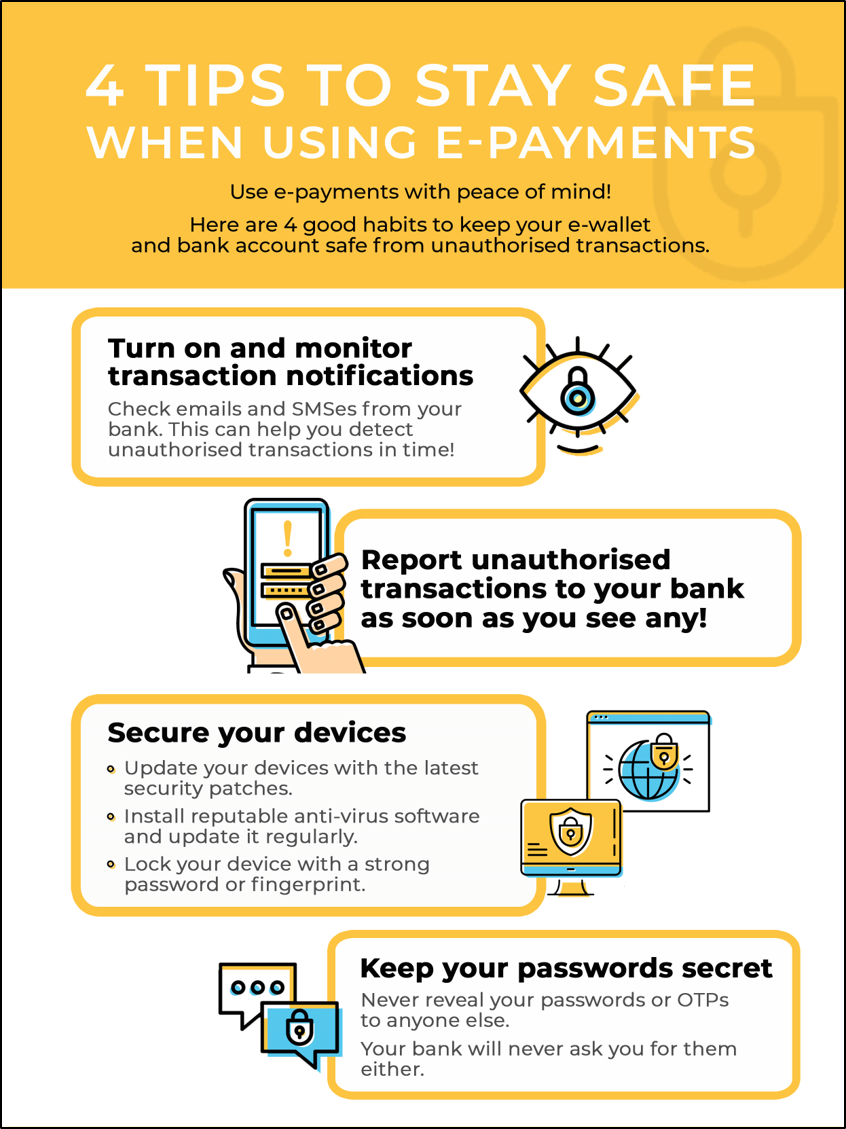 4 TIPS TO STAY SAFE
WHEN USING E-PAYMENTS
Use e-payments with peace of mind!
Here are 4 good habits to keep your e-wallet
and bank account safe from unauthorised transactions.
Turn on and monitor
transaction notifications
Check emails and SMSes from your
bank. This can help you detect
unauthorised transactions in time!
Report unauthorised
transactions to your bank
as soon as you see any!
Secure your devices
Update your devices with the latest
security patches.
Install reputable anti-virus software
and update it regularly.
Lock your device with a strong
password or fingerprint.
Keep your passwords secret
Never reveal your passwords or OTPs
to anyone else.
Your bank will never ask you for them
either.